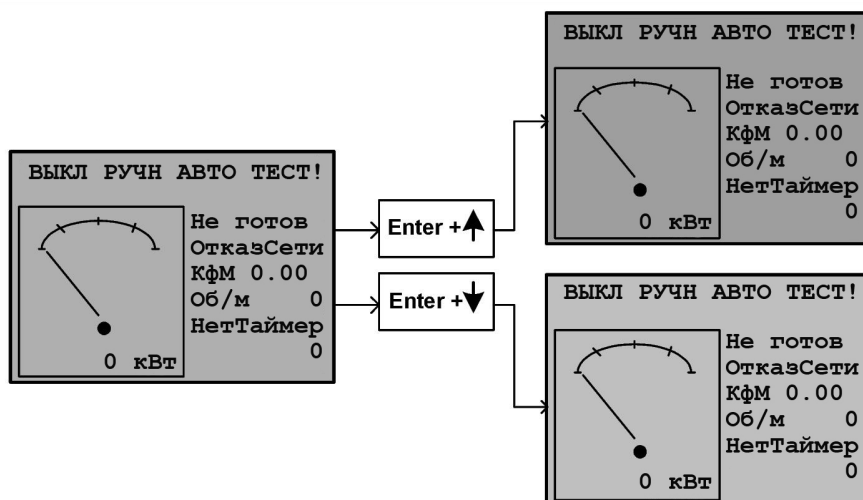 ВЫКЛ РУЧН АВТО ТЕСТ!
Не готов
ОтказСети
КфМ 0.00
Об/м 0
НетТаймер
0
0 кВт
Enter +
Enter +
ВЫКЛ РУЧН АВТО ТЕСТ!
Не готов
ОтказСети
КфМ 0.00
Об/м 0
НетТаймер
0
0 кВт
ВЫКЛ РУЧН АВТО ТЕСТ!
Не готов
ОтказСети
КфМ 0.00
Об/м 0
НетТаймер
0
0 кВт